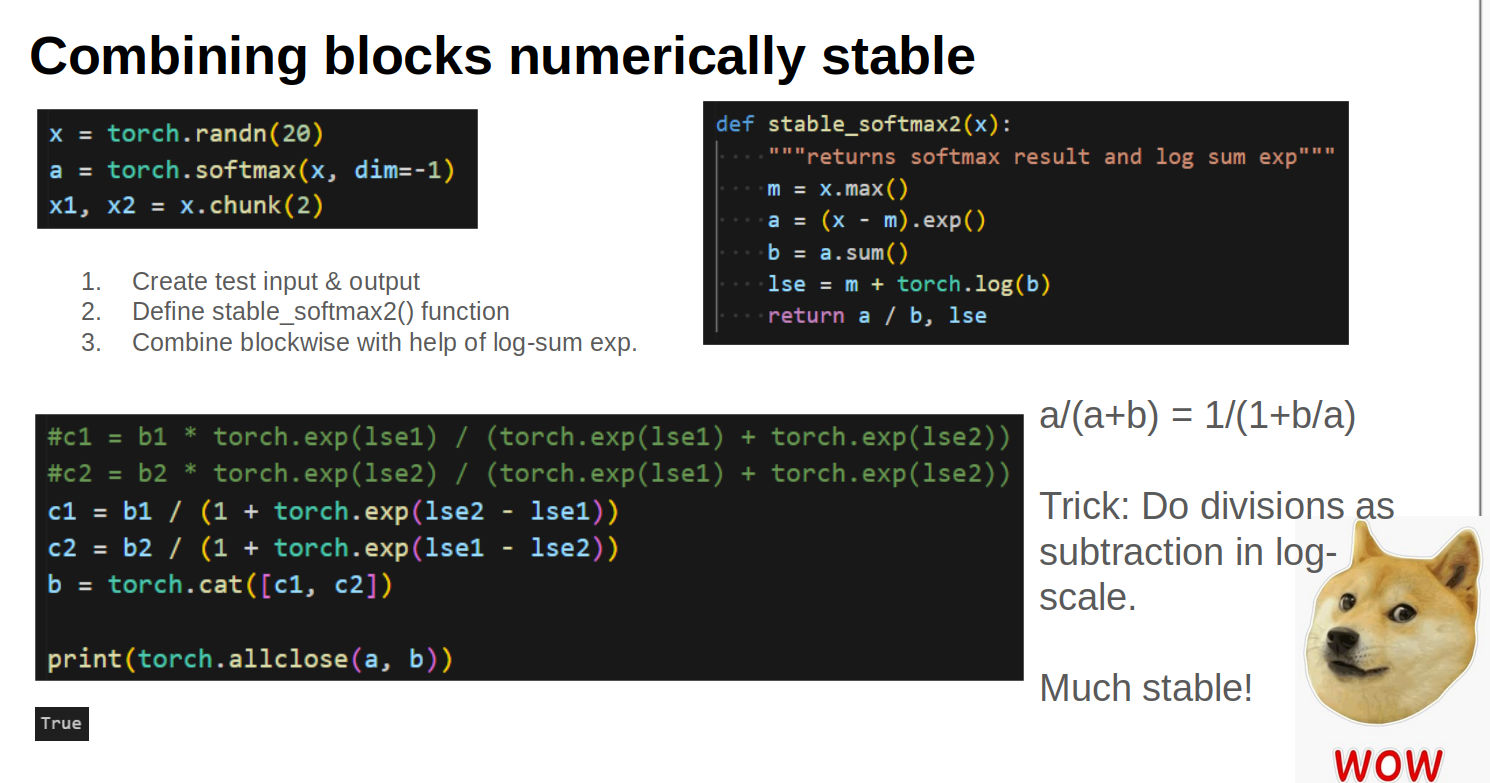 Combining blocks numerically stable
x = torch.randn(20)
a = torch.softmax(x, dim=-1)
x1, x2 = x.chunk(2)
1. Create test input & output
2. Define stable_softmax2() function
3. Combine blockwise with help of log-sum exp.
def stable_softmax2(x):
    """returns softmax result and log sum exp"""
    m = x.max()
    a = (x - m).exp()
    b = a.sum()
    lse = m + torch.log(b)
    return a / b, lse
#c1 = b1 * torch.exp(lse1) / (torch.exp(lse1) + torch.exp(lse2))
#c2 = b2 * torch.exp(lse2) / (torch.exp(lse1) + torch.exp(lse2))
c1 = b1 / (1 + torch.exp(lse2 - lse1))
c2 = b2 / (1 + torch.exp(lse1 - lse2))
b = torch.cat([c1, c2])
print(torch.allclose(a, b))
True
a/(a+b) = 1/(1+b/a)
Trick: Do divisions as
subtraction in log-
scale.
Much stable!
WOW